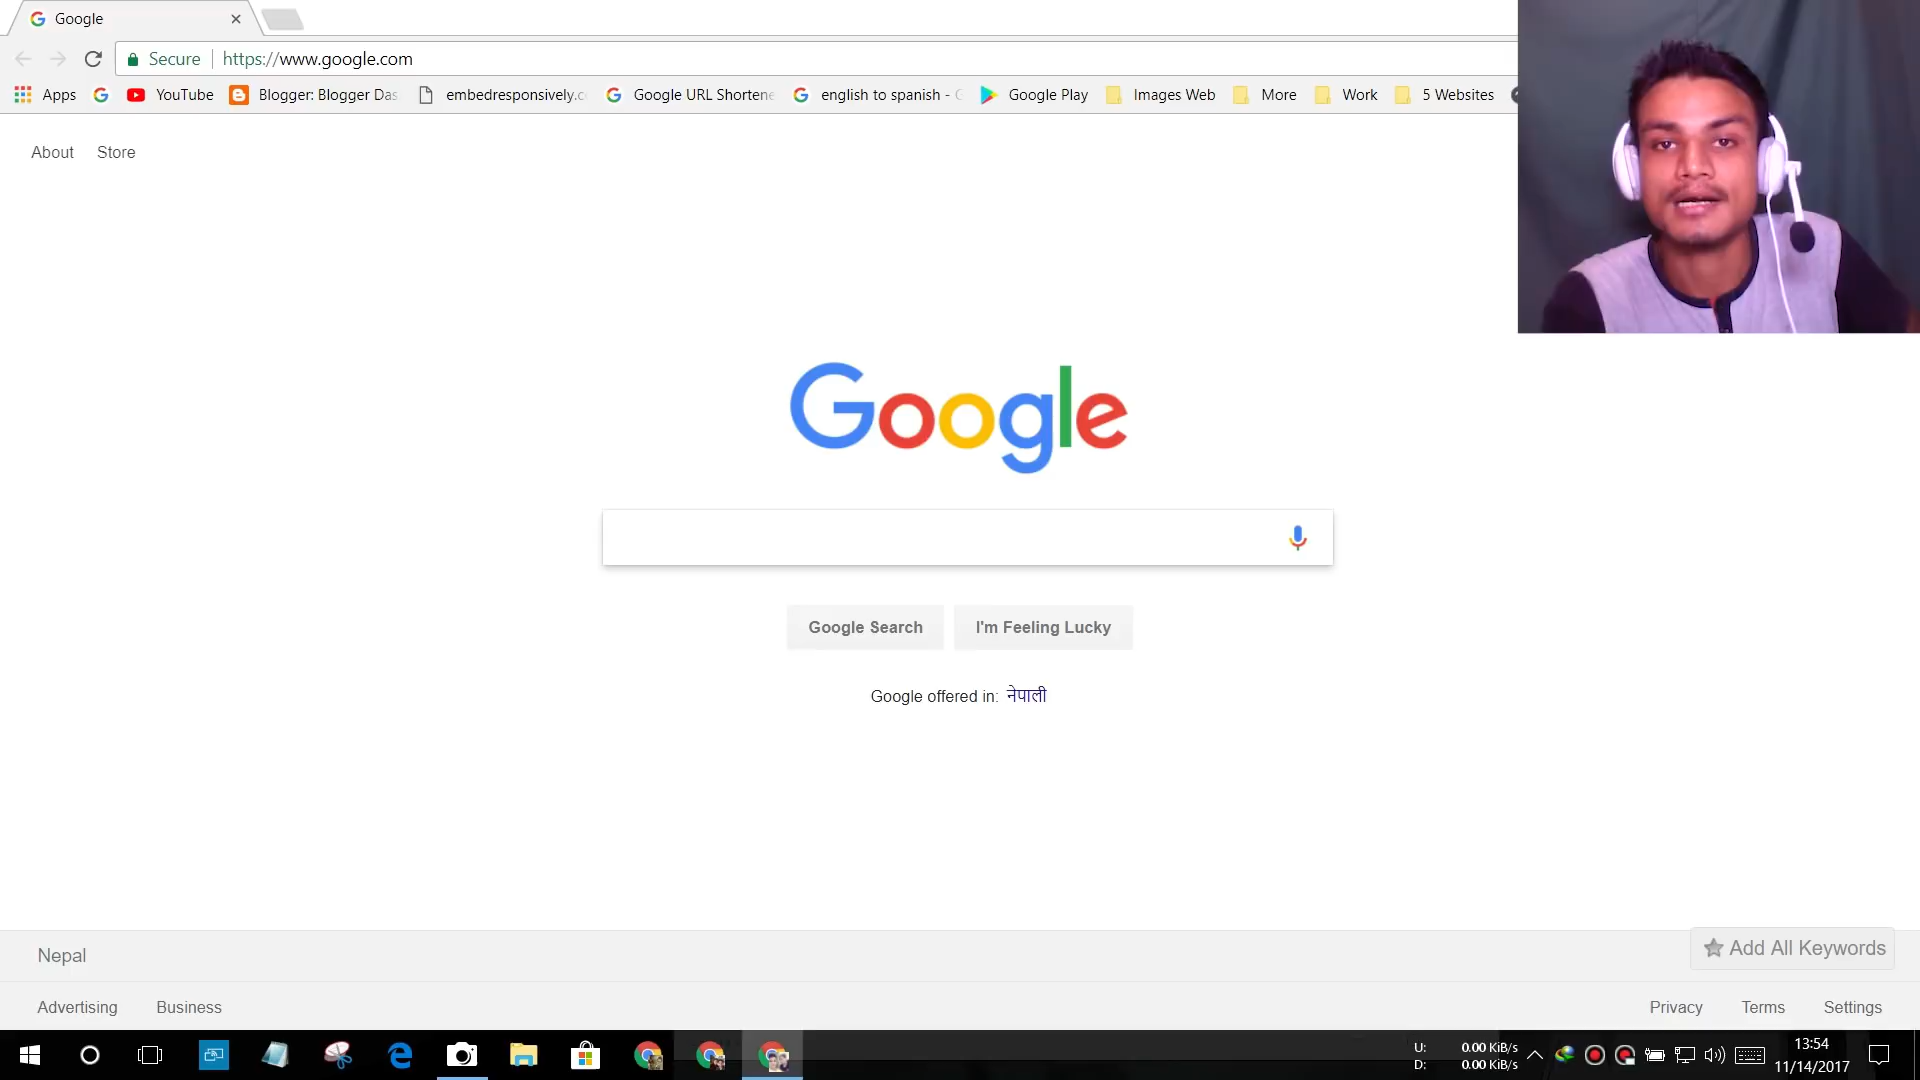 Google
Secure https://www.google.com
Apps YouTube Blogger: Blogger Das embedresponsively.c Google URL Shortene english to spanish - Google Play Images Web More Work 5 Websites
About Store
Google
Google Search I'm Feeling Lucky
Google offered in: नेपाली
Nepal
Add All Keywords
Advertising Business Privacy Terms Settings
U: 0.00 KiB/s
D: 0.00 KiB/s
13:54
11/14/2017